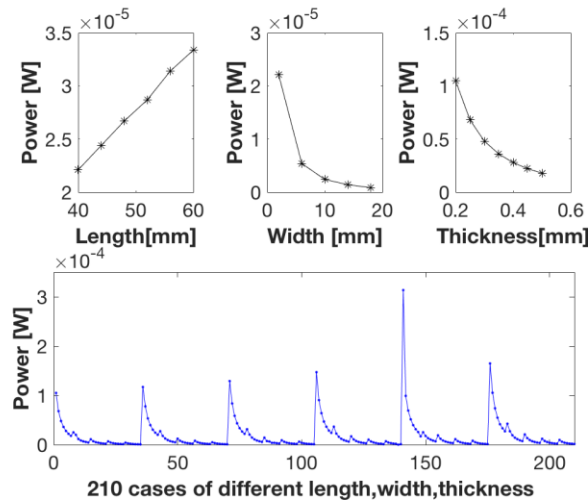 ×10⁻⁵
3.5
3
2.5
2
Power [W]
40 50 60
Length[mm]
×10⁻⁵
3
2
1
0
Power [W]
0 10 20
Width [mm]
×10⁻⁴
1.5
1
0.5
0
Power [W]
0.2 0.4 0.6
Thickness[mm]
×10⁻⁴
3
2
1
0
Power [W]
0 50 100 150 200
210 cases of different length,width,thickness